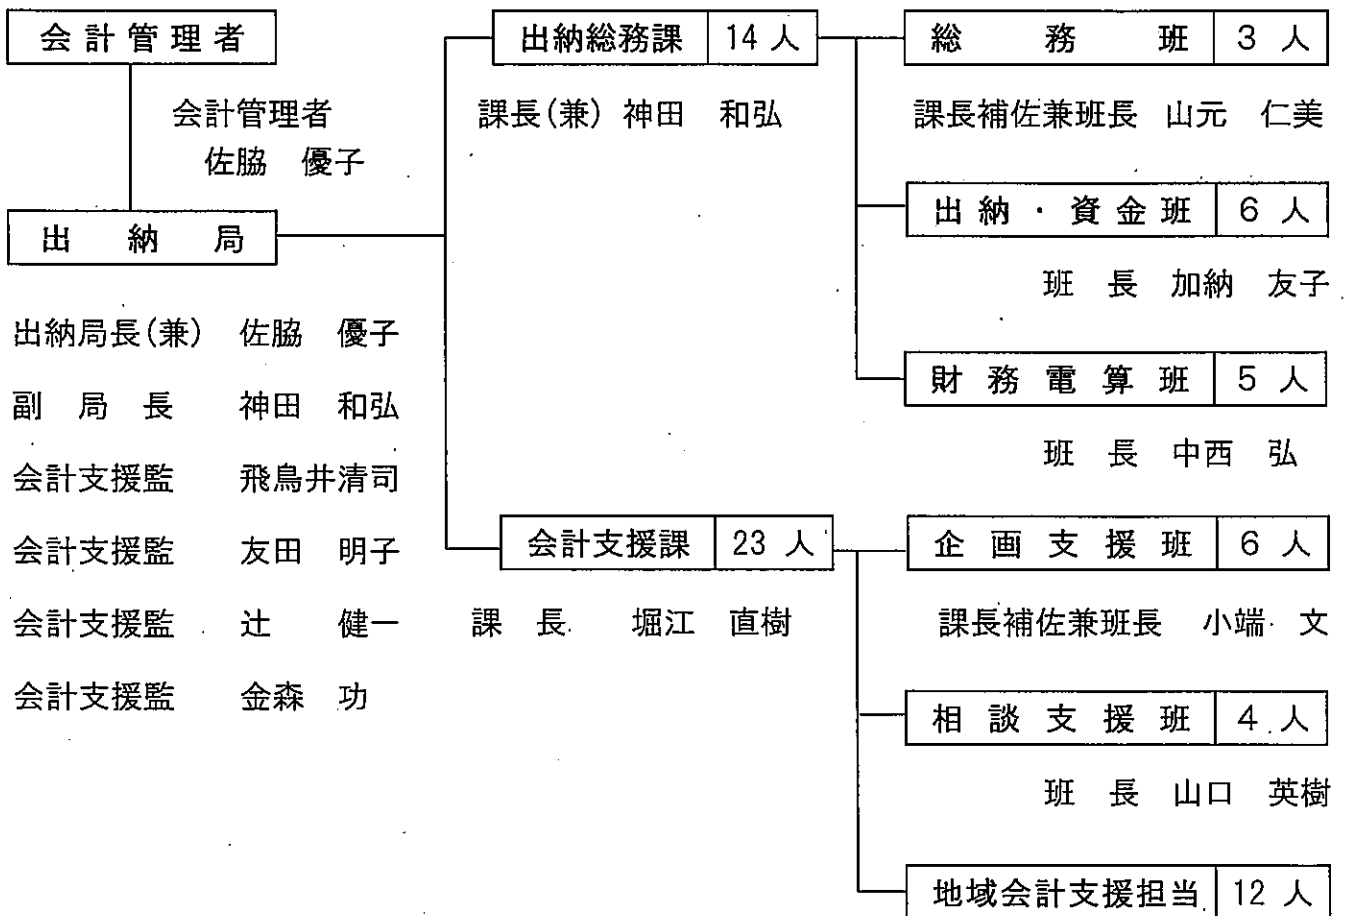 会計管理者
会計管理者
佐脇 優子
出納局
出納局長(兼) 佐脇 優子
副局長 神田 和弘
会計支援監 飛鳥井清司
会計支援監 友田 明子
会計支援監 辻 健一
会計支援監 金森 功
出納総務課 14人
課長(兼) 神田 和弘
総務班 3人
課長補佐兼班長 山元 仁美
出納・資金班 6人
班長 加納 友子
財務電算班 5人
班長 中西 弘
会計支援課 23人
課長 堀江 直樹
企画支援班 6人
課長補佐兼班長 小端 文
相談支援班 4人
班長 山口 英樹
地域会計支援担当 12人